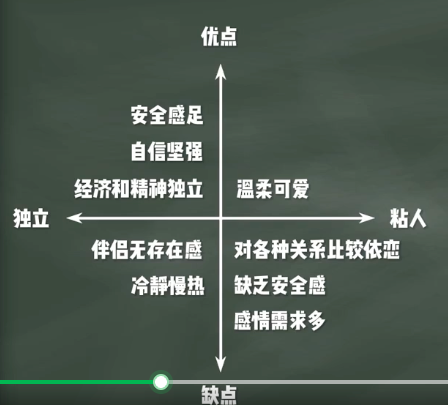 优点
安全感足
自信坚强
经济和精神独立
溫柔可爱
独立
粘人
伴侣无存在感
对各种关系比较依恋
冷靜慢热
缺乏安全感
感情需求多
缺点